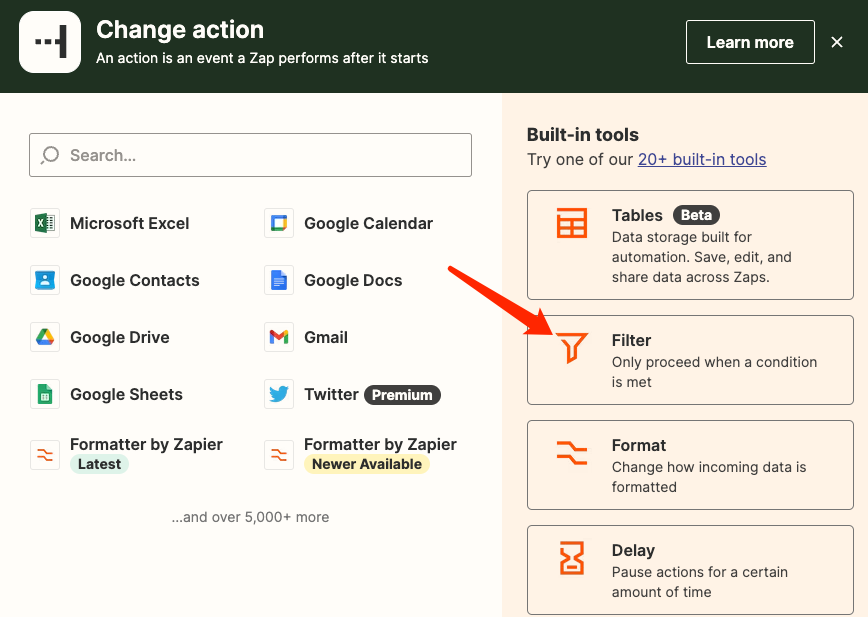 Change action
An action is an event a Zap performs after it starts
Learn more
Search...
Microsoft Excel
Google Calendar
Google Contacts
Google Docs
Google Drive
Gmail
Google Sheets
Twitter Premium
Formatter by Zapier
Latest
Formatter by Zapier
Newer Available
...and over 5,000+ more
Built-in tools
Try one of our 20+ built-in tools
Tables Beta
Data storage built for
automation. Save, edit, and
share data across Zaps.
Filter
Only proceed when a condition
is met
Format
Change how incoming data is
formatted
Delay
Pause actions for a certain
amount of time